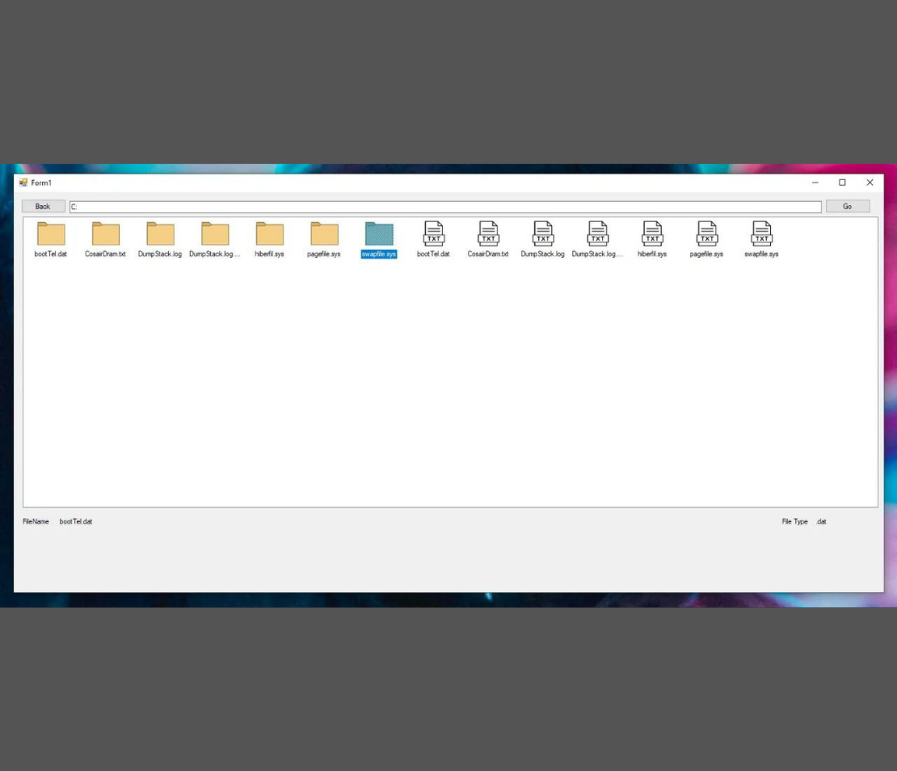 Form1
Back C: Go
bootTel.dat CosairDram.txt DumpStack.log DumpStack.log.... hiberfil.sys pagefile.sys swapfile.sys bootTel.dat CosairDram.txt DumpStack.log DumpStack.log.... hiberfil.sys pagefile.sys swapfile.sys
TXT TXT TXT TXT TXT TXT TXT
FileName bootTel.dat File Type .dat